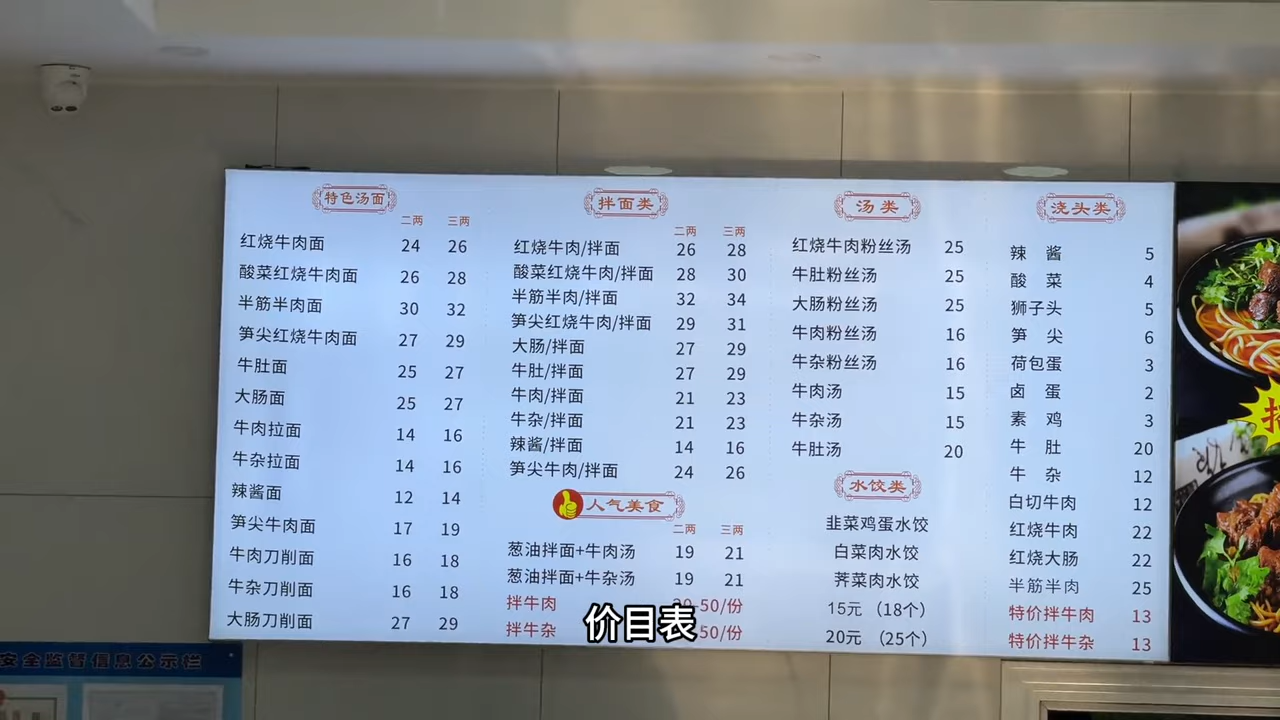 特色汤面
二两 三两
红烧牛肉面 24 26
酸菜红烧牛肉面 26 28
半筋半肉面 30 32
笋尖红烧牛肉面 27 29
牛肚面 25 27
大肠面 25 27
牛肉拉面 14 16
牛杂拉面 14 16
辣酱面 12 14
笋尖牛肉面 17 19
牛肉刀削面 16 18
牛杂刀削面 16 18
大肠刀削面 27 29
拌面类
二两 三两
红烧牛肉/拌面 26 28
酸菜红烧牛肉/拌面 28 30
半筋半肉/拌面 32 34
笋尖红烧牛肉/拌面 29 31
大肠/拌面 27 29
牛肚/拌面 27 29
牛肉/拌面 21 23
牛杂/拌面 21 23
辣酱/拌面 14 16
笋尖牛肉/拌面 24 26
人气美食
二两 三两
葱油拌面+牛肉汤 19 21
葱油拌面+牛杂汤 19 21
拌牛肉 50/份
拌牛杂 50/份
汤类
红烧牛肉粉丝汤 25
牛肚粉丝汤 25
大肠粉丝汤 25
牛肉粉丝汤 16
牛杂粉丝汤 16
牛肉汤 15
牛杂汤 15
牛肚汤 20
水饺类
韭菜鸡蛋水饺
白菜肉水饺
荠菜肉水饺
15元（18个）
20元（25个）
浇头类
辣酱 5
酸菜 4
狮子头 5
笋尖 6
荷包蛋 3
卤蛋 2
素鸡 3
牛肚 20
牛杂 12
白切牛肉 12
红烧牛肉 22
红烧大肠 22
半筋半肉 25
特价拌牛肉 13
特价拌牛杂 13
价目表
安全监督信息公示栏